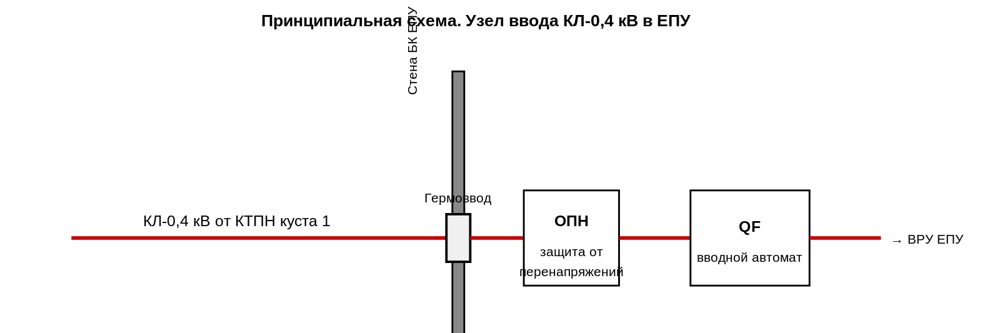 Принципиальная схема. Узел ввода КЛ-0,4 кВ в ЕПУ
Стена БК ЕПУ
Гермоввод
КЛ-0,4 кВ от КТПН куста 1
ОПН
защита от
перенапряжений
QF
вводной автомат
→ ВРУ ЕПУ